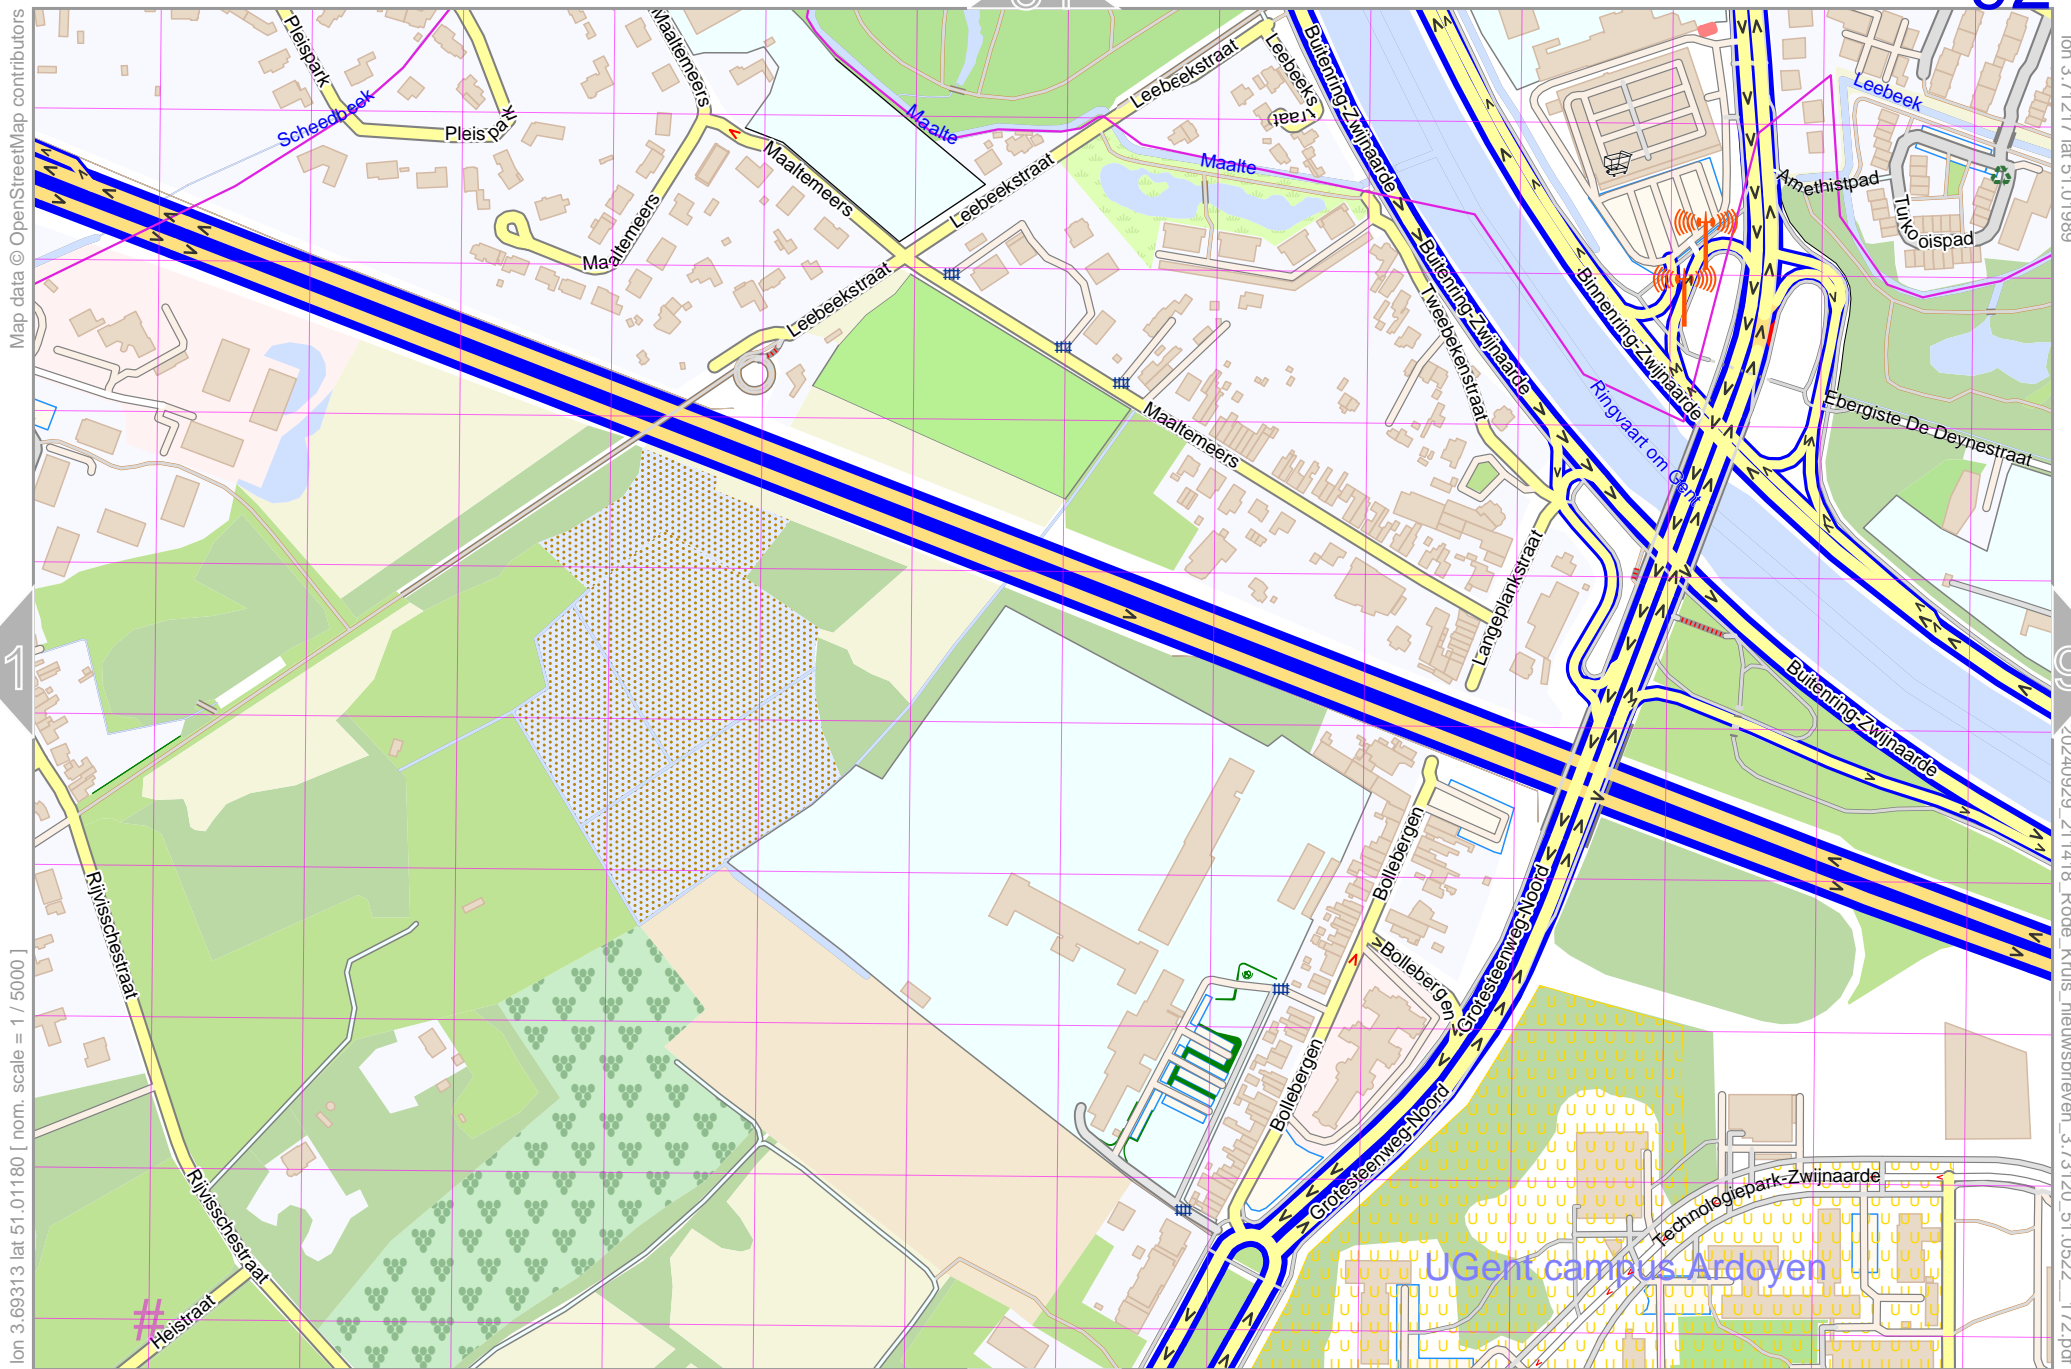 Map data © OpenStreetMap contributors
lon 3.69313 lat 51.01180 [ nom. scale = 1 / 5000 ]
1
9
Pleispark
Scheedbeek
Pleispark
Maaltemeers
Maaltemeers
Maaltemeers
Maalte
Leebeekstraat
Leebeekstraat
Leebeekstraat
Leebeekstraat
Maalte
Buitenring-Zwijnaarde
Buitenring-Zwijnaarde
Tweebekenstraat
Binnenring-Zwijnaarde
Ringvaart om Gent
Leebeek
Amethistpad
Ebergiste De Deynestraat
Maaltemeers
Langeplankstraat
Buitenring-Zwijnaarde
Bollebergen
Bollebergen
Bollebergen
Grotesteenweg-Noord
Grotesteenweg-Noord
Rijvisschestraat
Rijvisschestraat
Heistraat
#
Technologiepark-Zwijnaarde
UGent campus Ardoyen